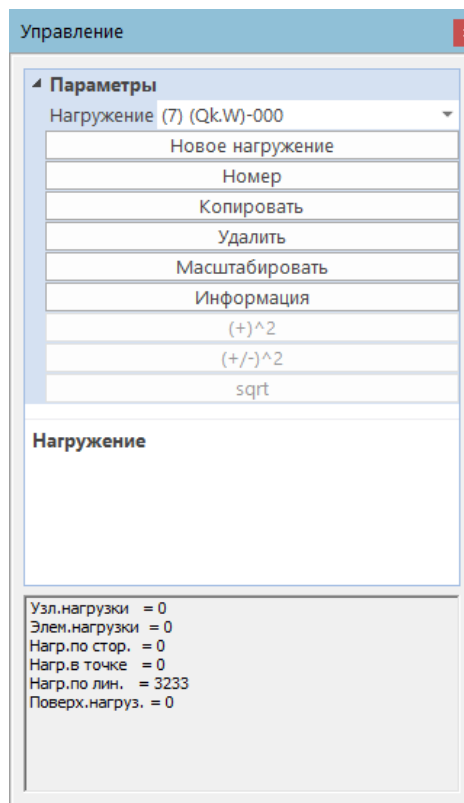 Управление
Параметры
Нагружение (7) (Qk.W)-000
Новое нагружение
Номер
Копировать
Удалить
Масштабировать
Информация
(+)^2
(+/-)^2
sqrt
Нагружение
Узл.нагрузки = 0
Элем.нагрузки = 0
Нагр.по стор. = 0
Нагр.в точке = 0
Нагр.по лин. = 3233
Поверх.нагруз. = 0